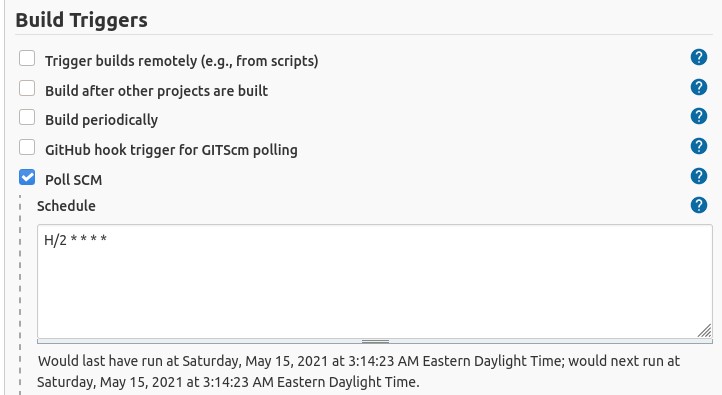 Build Triggers
Trigger builds remotely (e.g., from scripts)
?
Build after other projects are built
?
Build periodically
?
GitHub hook trigger for GITScm polling
?
Poll SCM
?
Schedule
?
H/2 * * * *
Would last have run at Saturday, May 15, 2021 at 3:14:23 AM Eastern Daylight Time; would next run at
Saturday, May 15, 2021 at 3:14:23 AM Eastern Daylight Time.